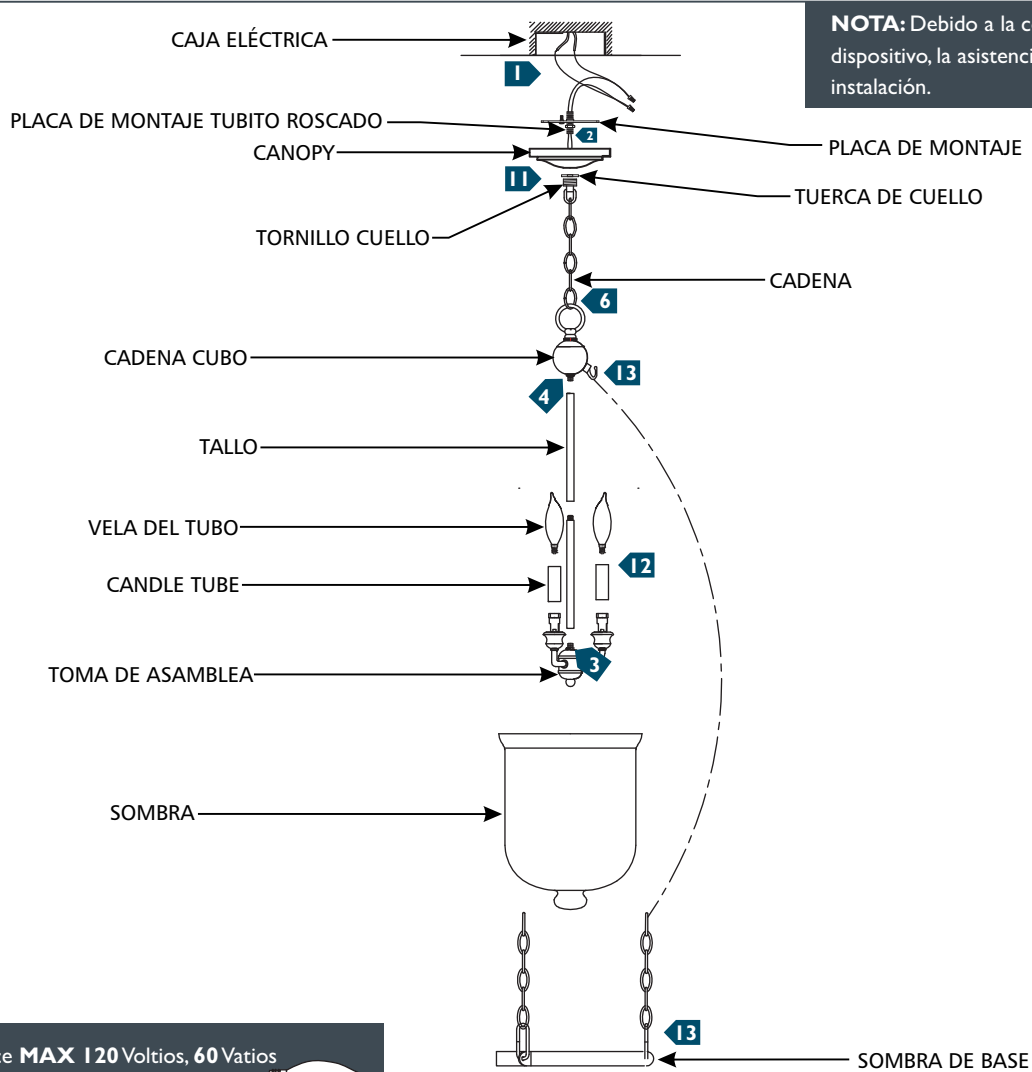 NOTA: Debido a la
dispositivo, la
instalación.
CAJA ELÉCTRICA
1
PLACA DE MONTAJE TUBITO ROSCADO
2
CANOPY
PLACA DE MONTAJE
11
TUERCA DE CUELLO
TORNILLO CUELLO
CADENA
6
CADENA CUBO
13
4
TALLO
VELA DEL TUBO
12
CANDLE TUBE
3
TOMA DE ASAMBLEA
SOMBRA
13
MAX 120 Voltios, 60 Vatios
SOMBRA DE BASE